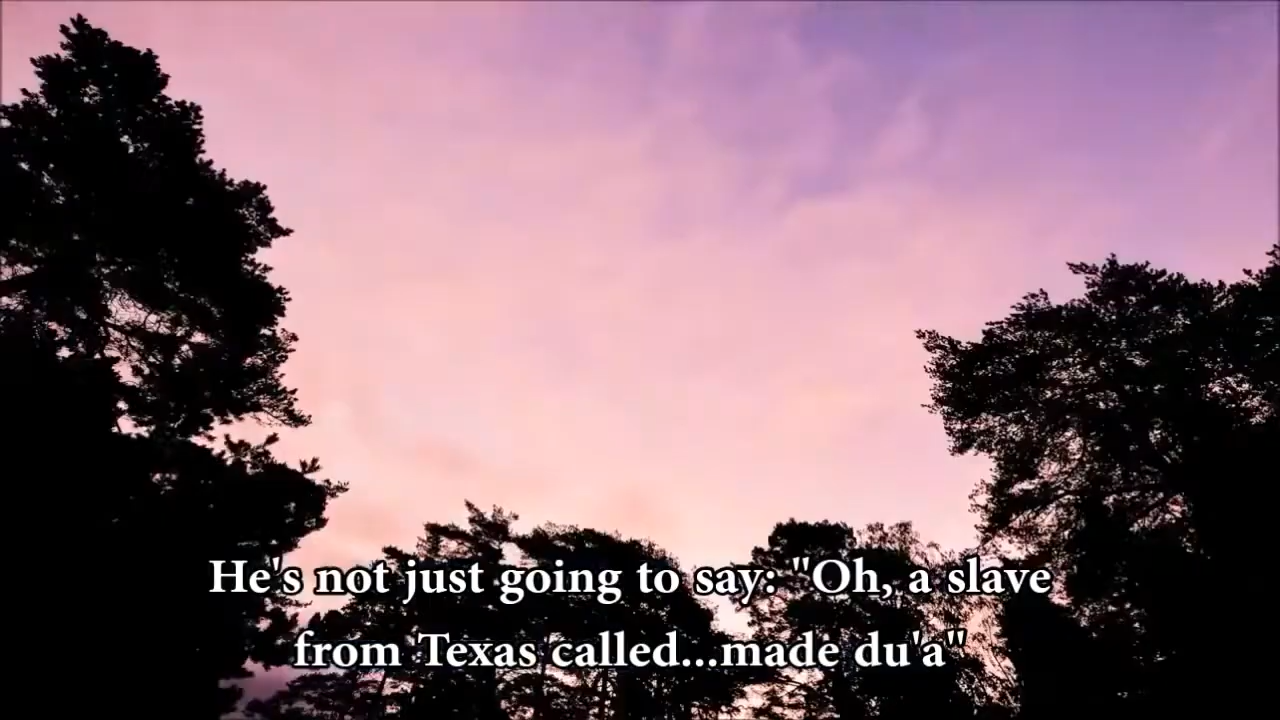 He's not just going to say: "Oh, a slave
from Texas called...made du'a"